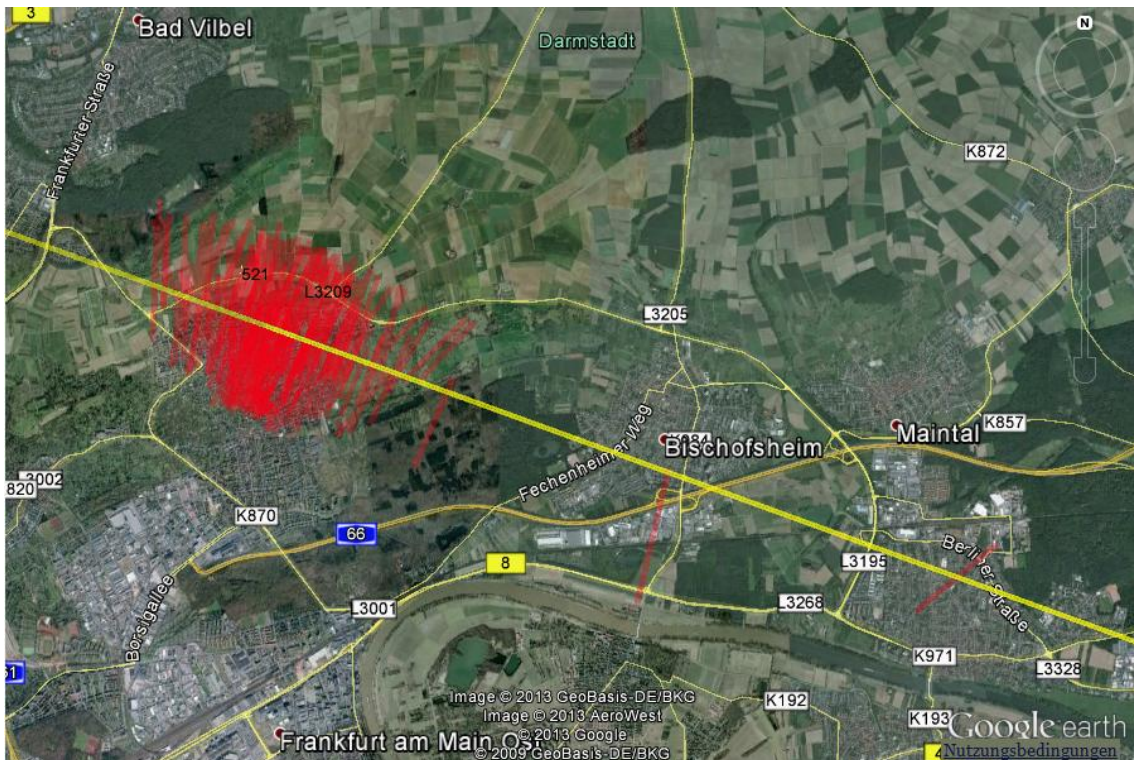 3
Bad Vilbel
Darmstadt
N
Frankfurter Straße
K872
521
L3209
L3205
K857
Maintal
Bischofsheim
Fechenheimer Weg
3002
820
K870
66
8
L3195
Berliner Straße
Borsigallee
L3001
L3268
K971
L3328
Image © 2013 GeoBasis-DE/BKG
K192
Image © 2013 AeroWest
K193
Google earth
Frankfurt am Main Ost
© 2013 Google
© 2009 GeoBasis-DE/BKG
4
Nutzungsbedingungen